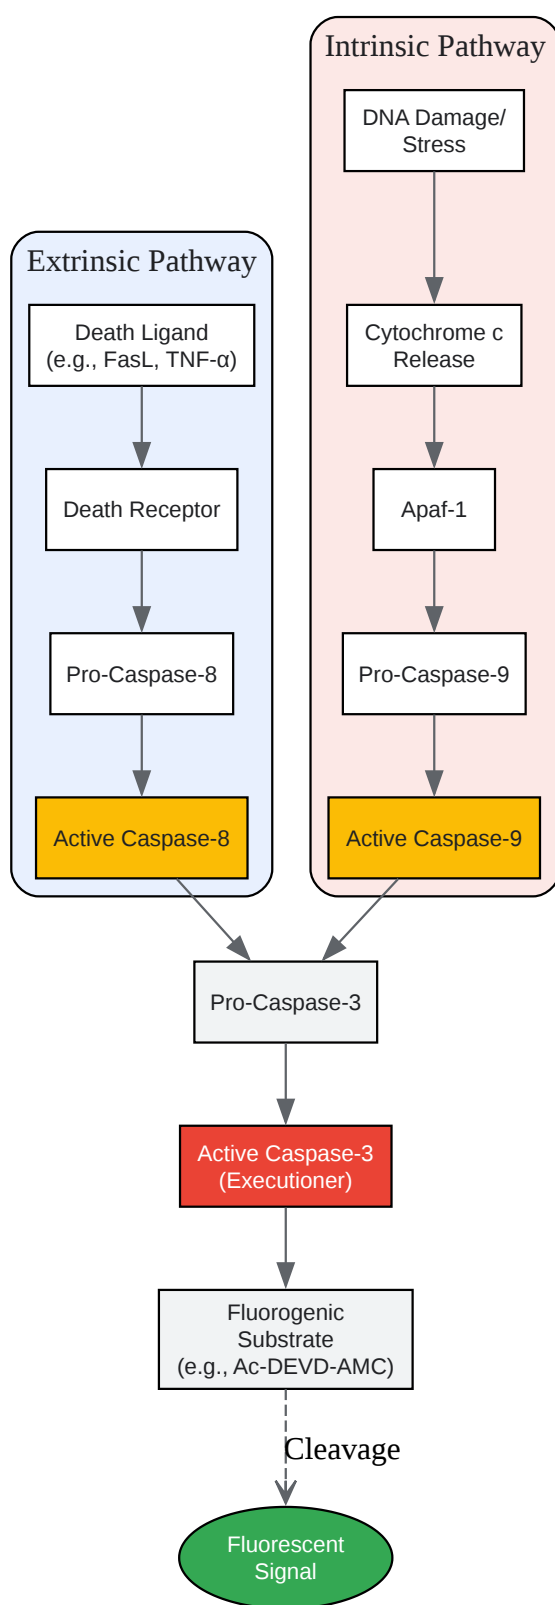 Intrinsic Pathway
DNA Damage/
Stress
Cytochrome c
Release
Apaf-1
Pro-Caspase-9
Active Caspase-9
Extrinsic Pathway
Death Ligand
(e.g., FasL, TNF-α)
Death Receptor
Pro-Caspase-8
Active Caspase-8
Pro-Caspase-3
Active Caspase-3
(Executioner)
Fluorogenic
Substrate
(e.g., Ac-DEVD-AMC)
Cleavage
Fluorescent
Signal